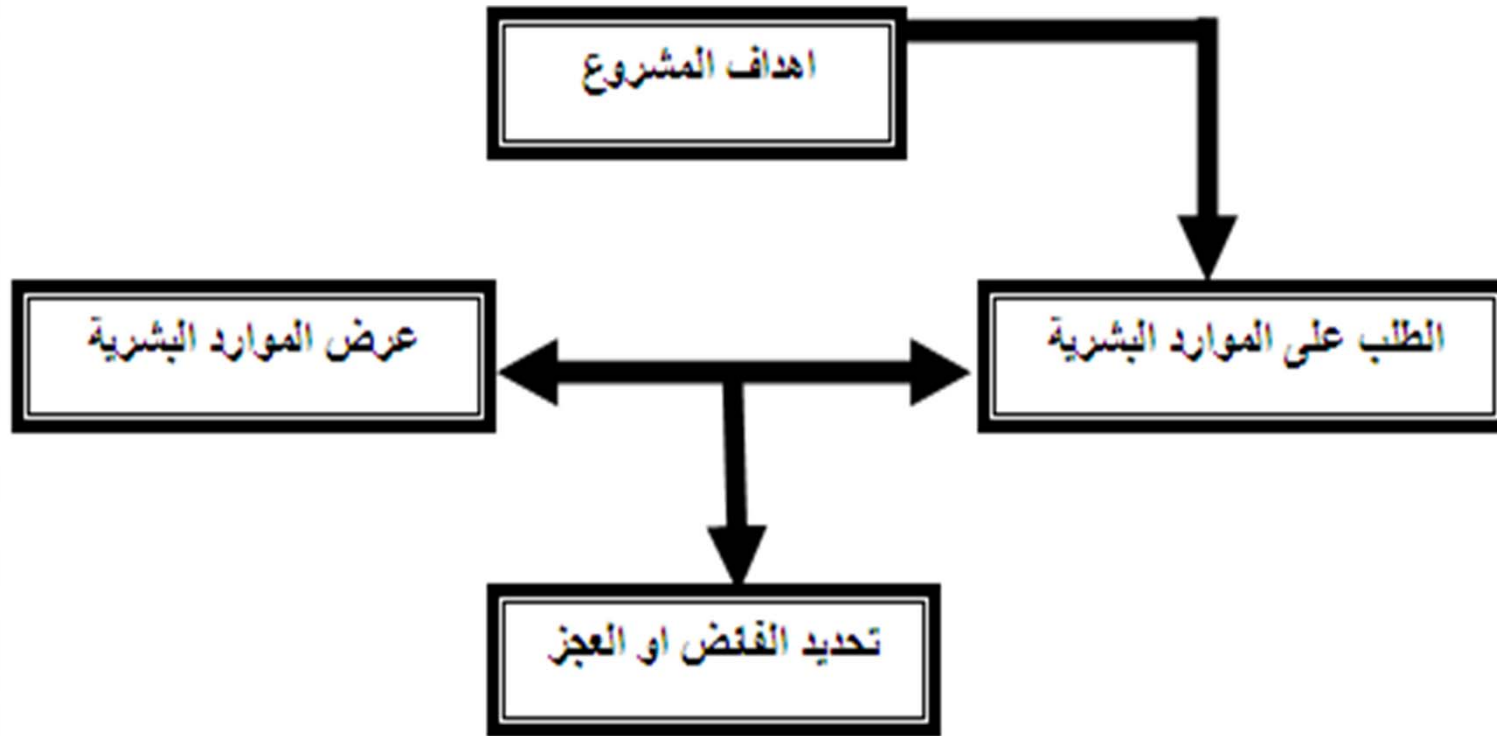 اهداف المشروع
الطلب على الموارد البشرية
عرض الموارد البشرية
تحديد الفائض او العجز